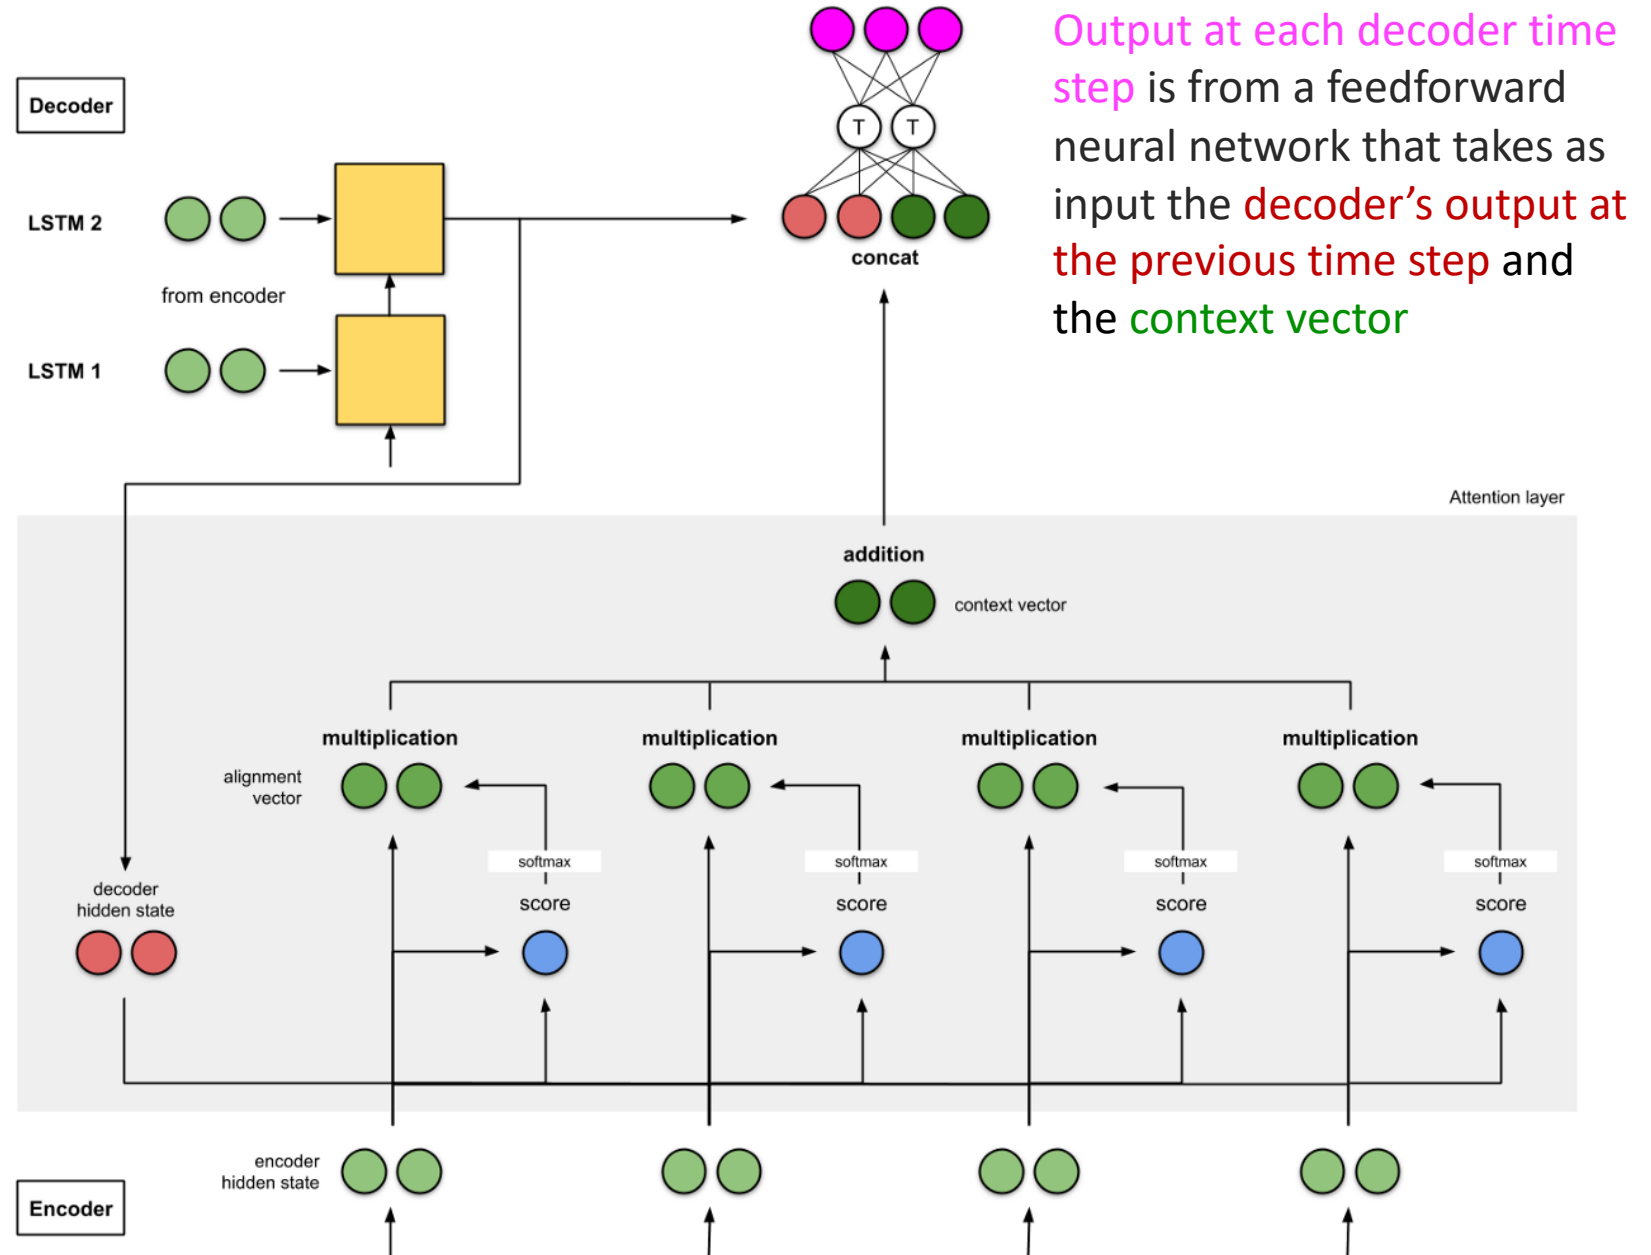 Output at each decoder time
step is from a feedforward
neural network that takes as
input the decoder's output at
the previous time step and
the context vector
Decoder
T T
LSTM 2
concat
from encoder
LSTM 1
Attention layer
addition
context vector
multiplication multiplication multiplication multiplication
alignment
vector
softmax softmax softmax softmax
decoder
hidden state
score score score score
encoder
hidden state
Encoder